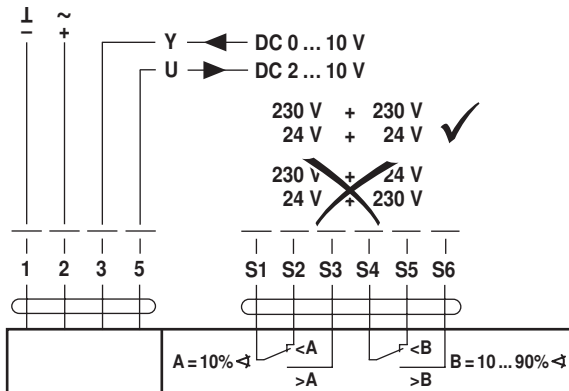 ⊥ ~
− +
Y DC 0 ... 10 V
U DC 2 ... 10 V
230 V + 230 V
24 V + 24 V
230 V + 24 V
24 V + 230 V
1 2 3 5 S1 S2 S3 S4 S5 S6
A = 10% ∢ <A <B B = 10 ... 90% ∢
>A >B